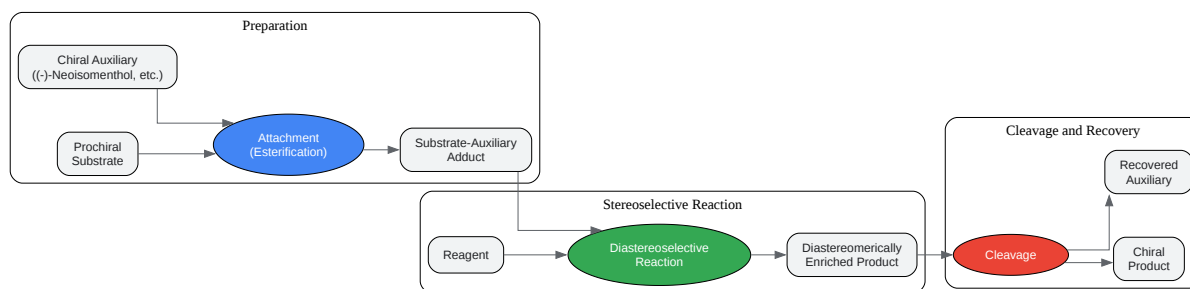 Preparation
Chiral Auxiliary
((-)-Neoisomenthol, etc.)
Prochiral
Substrate
Attachment
(Esterification)
Substrate-Auxiliary
Adduct
Stereoselective Reaction
Reagent
Diastereoselective
Reaction
Diastereomerically
Enriched Product
Cleavage and Recovery
Cleavage
Recovered
Auxiliary
Chiral
Product